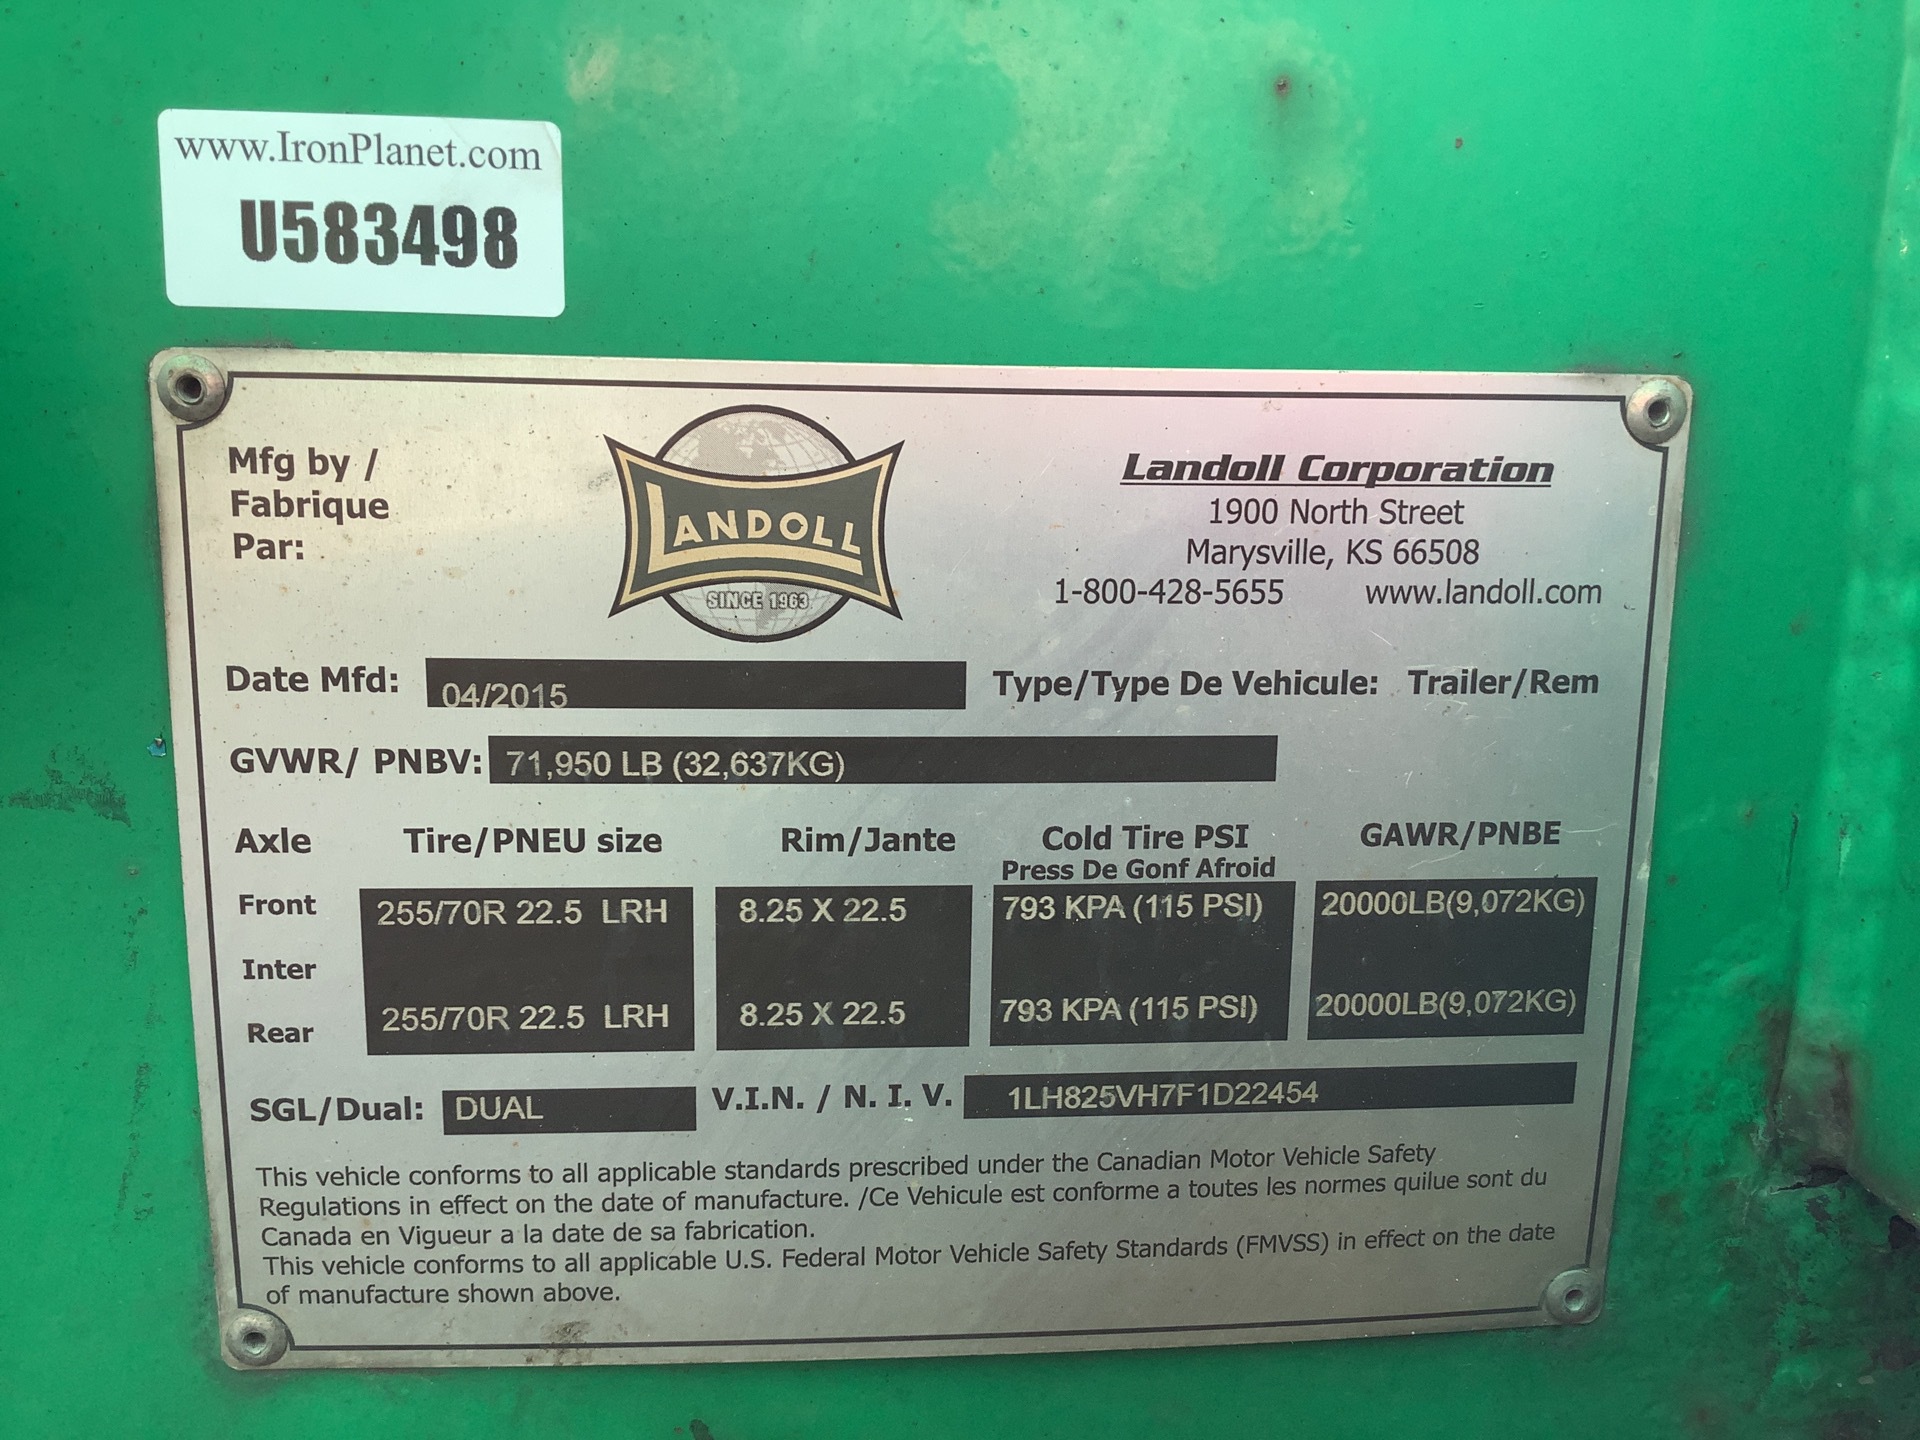 www.IronPlanet.com
U583498
Mfg by /
Fabrique
Par:
LANDOLL
SINCE 1963
Landoll Corporation
1900 North Street
Marysville, KS 66508
1-800-428-5655 www.landoll.com
Date Mfd: 04/2015 Type/Type De Vehicule: Trailer/Rem
GVWR/ PNBV: 71,950 LB (32,637KG)
Axle Tire/PNEU size Rim/Jante Cold Tire PSI GAWR/PNBE
Press De Gonf Afroid
Front 255/70R 22.5 LRH 8.25 X 22.5 793 KPA (115 PSI) 20000LB(9,072KG)
Inter
Rear 255/70R 22.5 LRH 8.25 X 22.5 793 KPA (115 PSI) 20000LB(9,072KG)
SGL/Dual: DUAL V.I.N. / N. I. V. 1LH825VH7F1D22454
This vehicle conforms to all applicable standards prescribed under the Canadian Motor Vehicle Safety
Regulations in effect on the date of manufacture. /Ce Vehicule est conforme a toutes les normes quilue sont du
Canada en Vigueur a la date de sa fabrication.
This vehicle conforms to all applicable U.S. Federal Motor Vehicle Safety Standards (FMVSS) in effect on the date
of manufacture shown above.